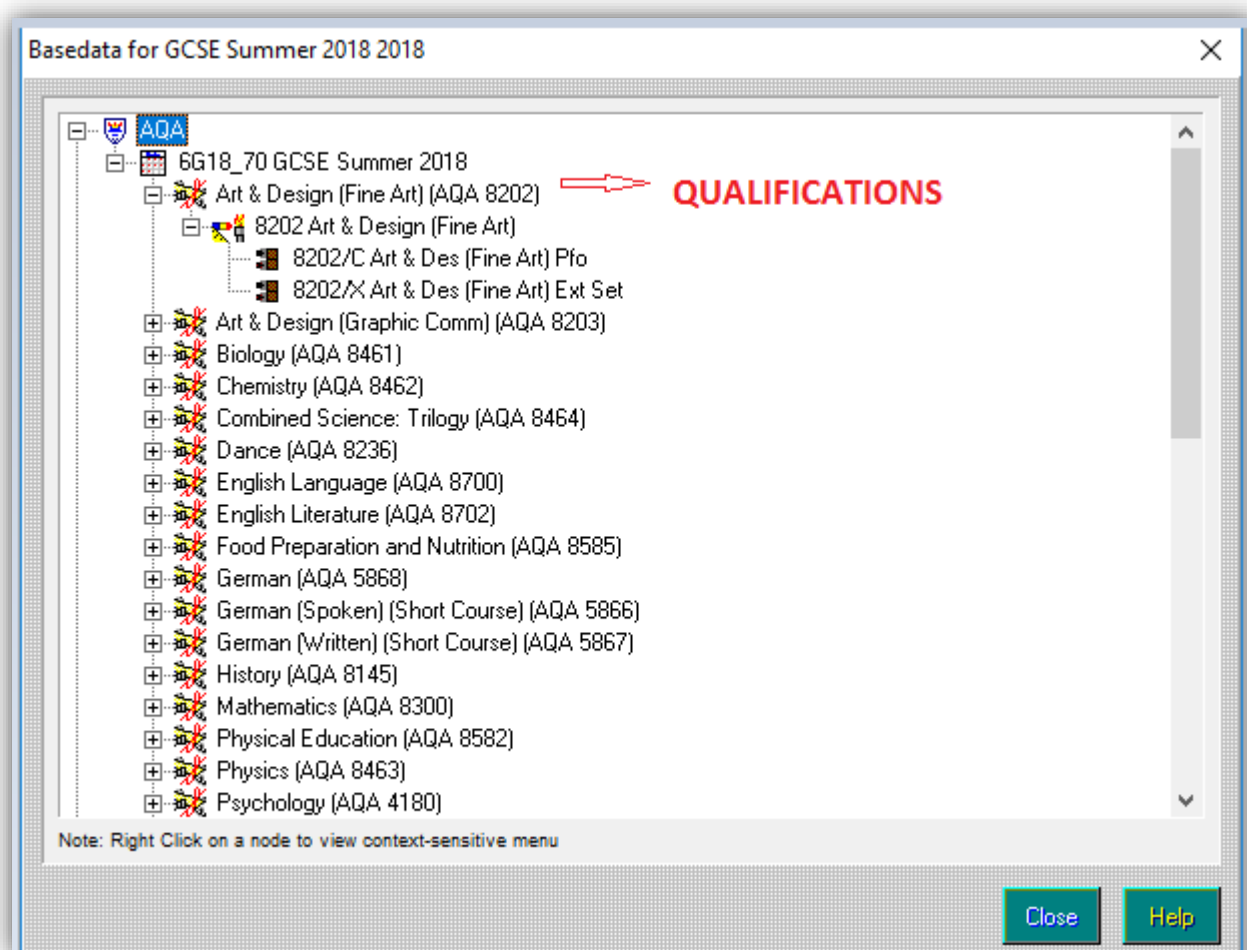 Basedata for GCSE Summer 2018 2018
AQA
6G18_70 GCSE Summer 2018
Art & Design (Fine Art) (AQA 8202)
QUALIFICATIONS
8202 Art & Design (Fine Art)
8202/C Art & Des (Fine Art) Pfo
8202/X Art & Des (Fine Art) Ext Set
Art & Design (Graphic Comm) (AQA 8203)
Biology (AQA 8461)
Chemistry (AQA 8462)
Combined Science: Trilogy (AQA 8464)
Dance (AQA 8236)
English Language (AQA 8700)
English Literature (AQA 8702)
Food Preparation and Nutrition (AQA 8585)
German (AQA 5868)
German (Spoken) (Short Course) (AQA 5866)
German (Written) (Short Course) (AQA 5867)
History (AQA 8145)
Mathematics (AQA 8300)
Physical Education (AQA 8582)
Physics (AQA 8463)
Psychology (AQA 4180)
Note: Right Click on a node to view context-sensitive menu
Close
Help